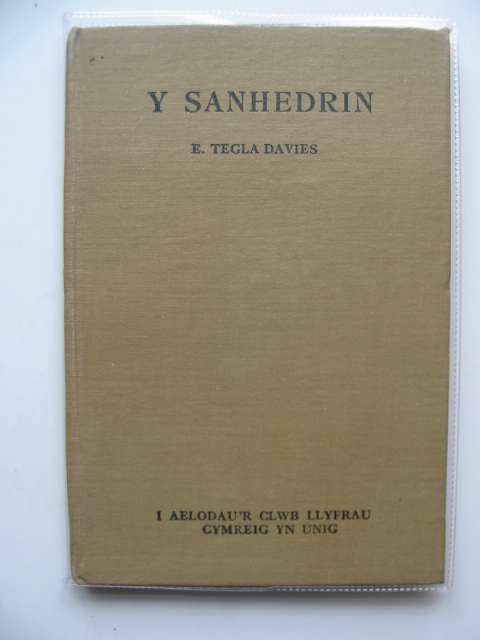 Y SANHEDRIN
E. TEGLA DAVIES
I AELODAU'R CLWB LLYFRAU
CYMREIG YN UNIG